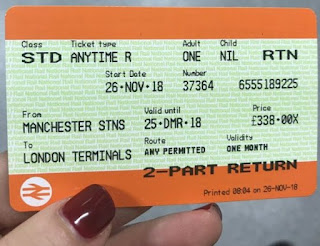 Class Ticket type Adult Child
STD ANYTIME R ONE NIL RTN
Start Date Number
26·NOV·18 37364 6555189225
From Valid until Price
MANCHESTER STNS 25·DMR·18 £338·00X
To Route Validity
LONDON TERMINALS ANY PERMITTED ONE MONTH
2-PART RETURN
Printed 08:04 on 26-NOV-18